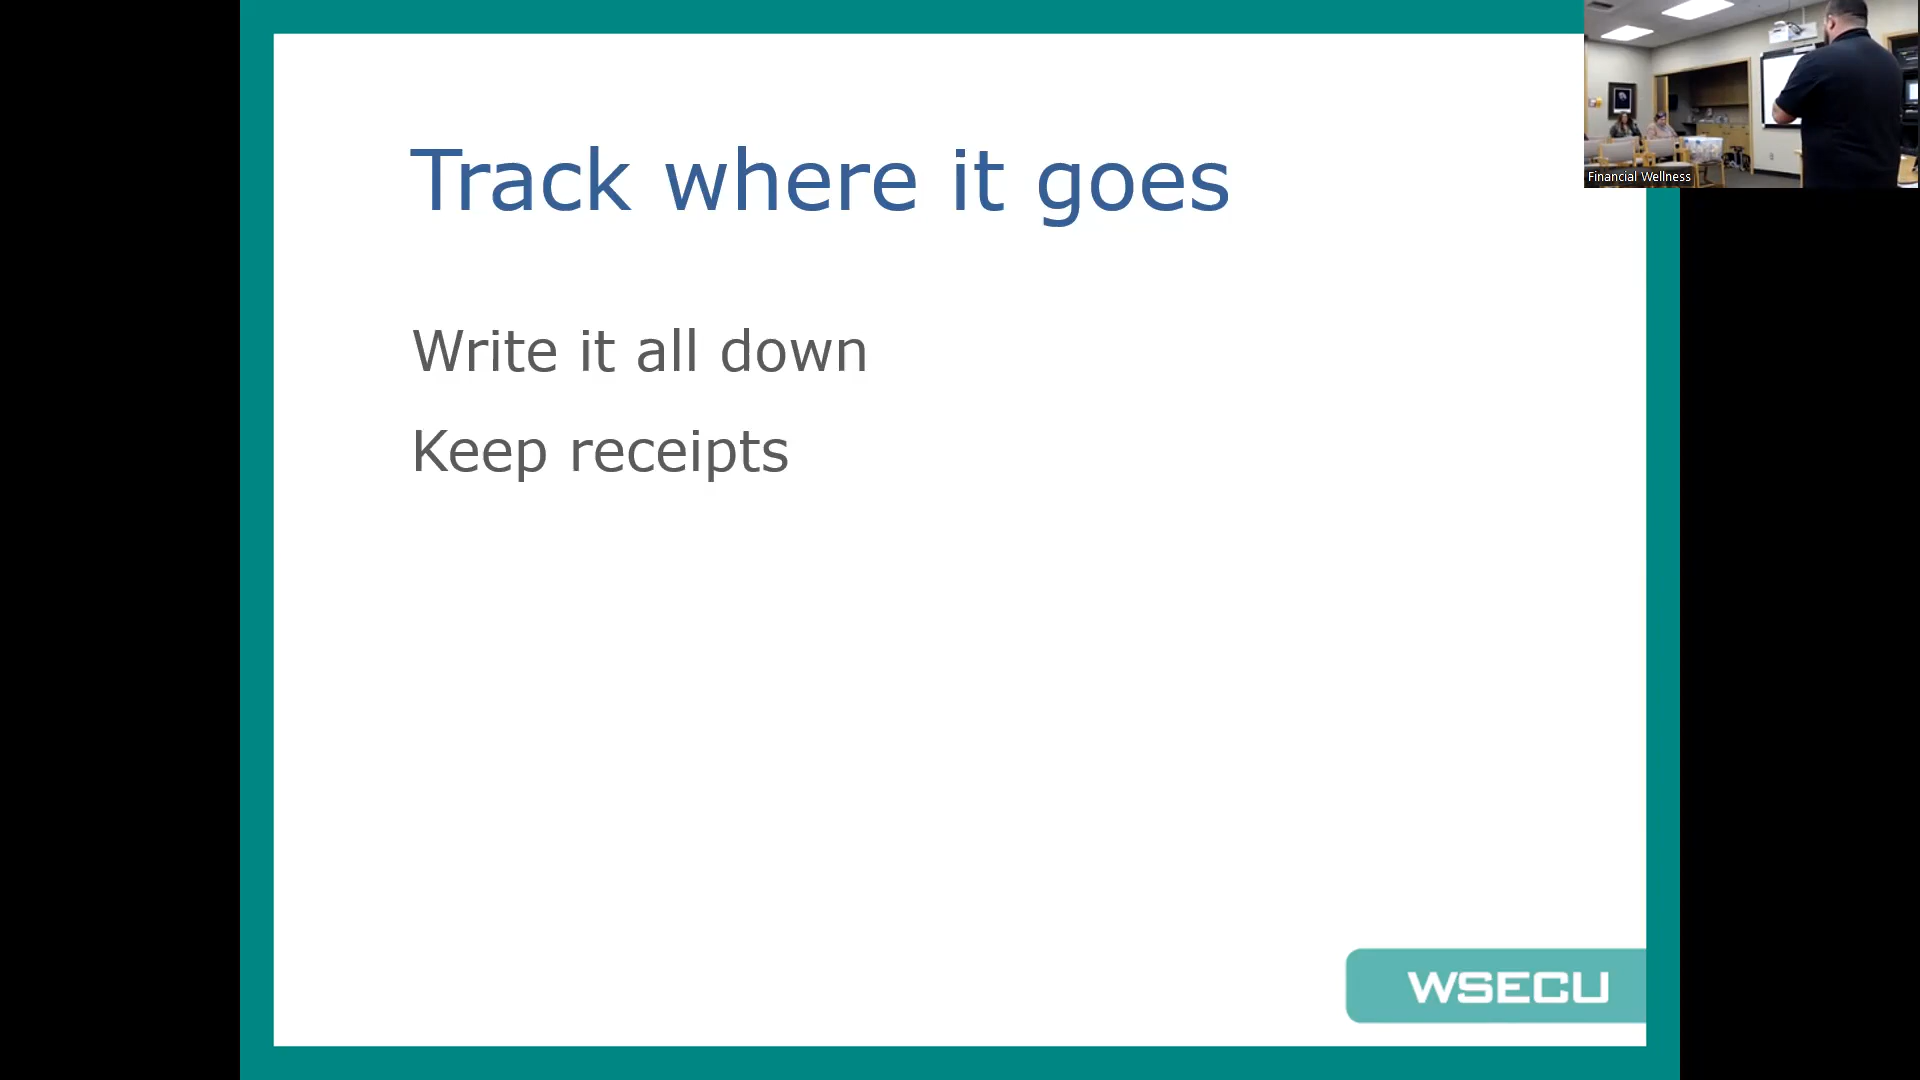 Track where it goes
Write it all down
Keep receipts
WSECU
Financial Wellness